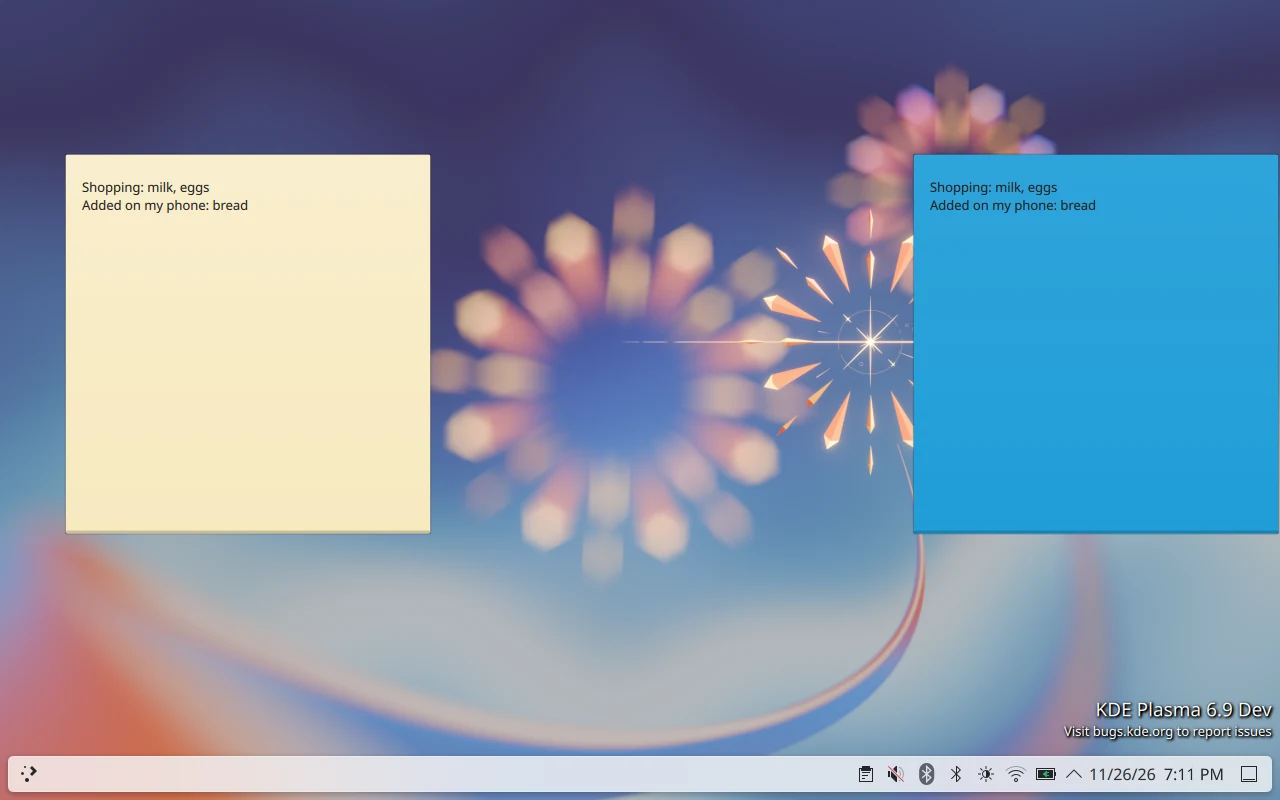 Shopping: milk, eggs
Added on my phone: bread
Shopping: milk, eggs
Added on my phone: bread
KDE Plasma 6.9 Dev
Visit bugs.kde.org to report issues
11/26/26 7:11 PM